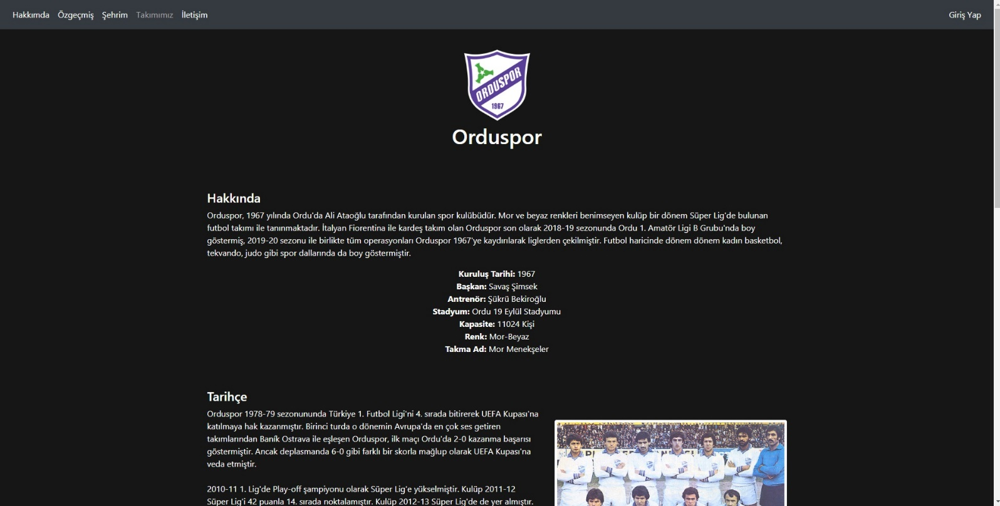 Hakkımda Özgeçmiş Şehrim Takımımız İletişim Giriş Yap
ORDUSPOR
1967
Orduspor
Hakkında
Orduspor, 1967 yılında Ordu'da Ali Ataoğlu tarafından kurulan spor kulübüdür. Mor ve beyaz renkleri benimseyen kulüp bir dönem Süper Lig'de bulunan
futbol takımı ile tanınmaktadır. İtalyan Fiorentina ile kardeş takım olan Orduspor son olarak 2018-19 sezonunda Ordu 1. Amatör Ligi B Grubu'nda boy
göstermiş, 2019-20 sezonu ile birlikte tüm operasyonları Orduspor 1967'ye kaydırılarak liglerden çekilmiştir. Futbol haricinde dönem dönem kadın basketbol,
tekvando, judo gibi spor dallarında da boy göstermiştir.
Kuruluş Tarihi: 1967
Başkan: Savaş Şimsek
Antrenör: Şükrü Bekiroğlu
Stadyum: Ordu 19 Eylül Stadyumu
Kapasite: 11024 Kişi
Renk: Mor-Beyaz
Takma Ad: Mor Menekşeler
Tarihçe
Orduspor 1978-79 sezonununda Türkiye 1. Futbol Ligi'ni 4. sırada bitirerek UEFA Kupası'na
katılmaya hak kazanmıştır. Birinci turda o dönemin Avrupa'da en çok ses getiren
takımlarından Baník Ostrava ile eşleşen Orduspor, ilk maçı Ordu'da 2-0 kazanma başarısı
göstermiştir. Ancak deplasmanda 6-0 gibi farklı bir skorla mağlup olarak UEFA Kupası'na
veda etmiştir.
2010-11 1. Lig'de Play-off şampiyonu olarak Süper Lig'e yükselmiştir. Kulüp 2011-12
Süper Lig'i 42 puanla 14. sırada noktalamıştır. Kulüp 2012-13 Süper Lig'de de yer almıştır.